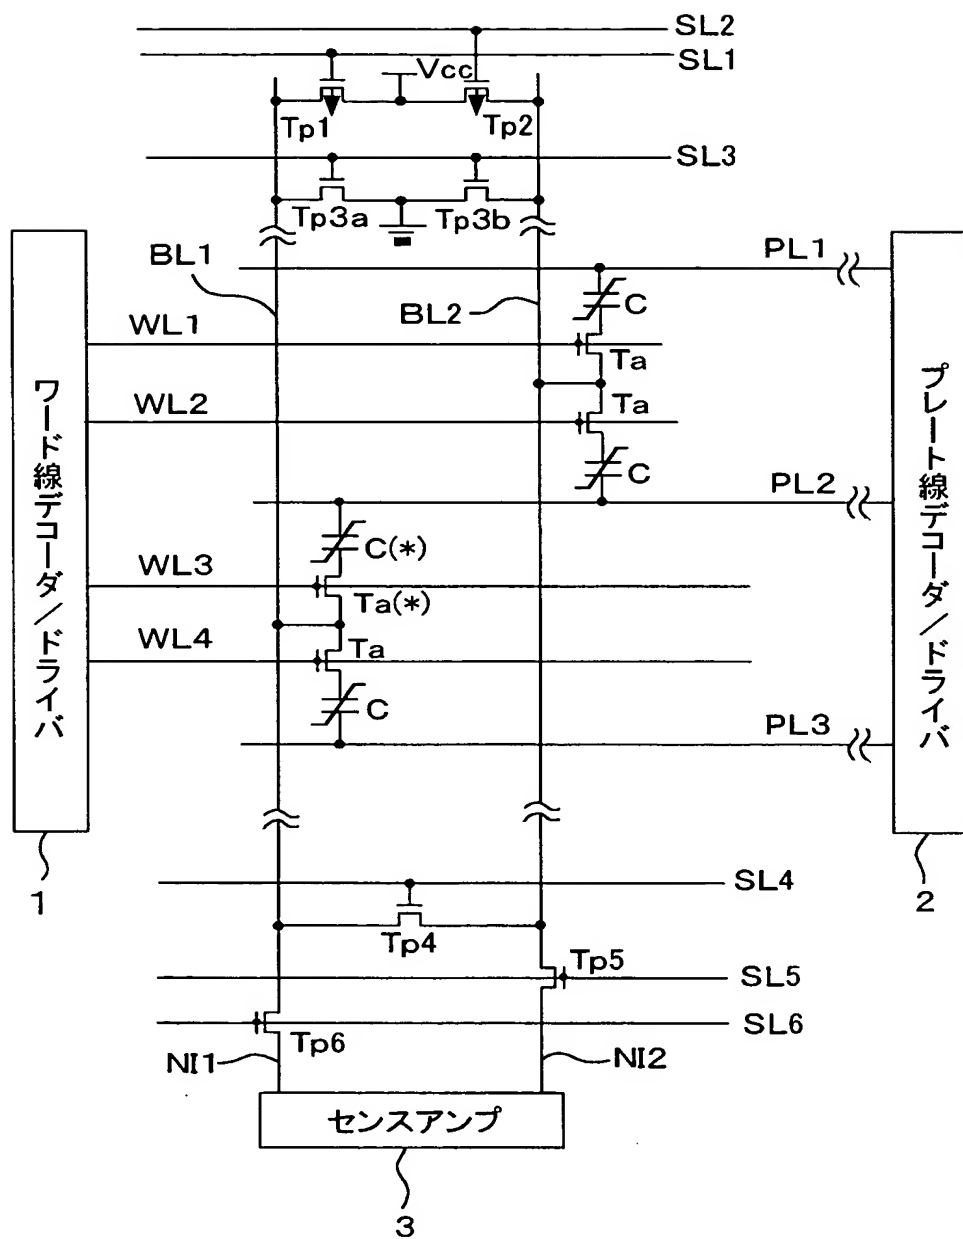 SL2
SL1
Vcc
Tp1
Tp2
SL3
Tp3a
Tp3b
BL1
PL1
C
BL2
WL1
Ta
WL2
Ta
C
PL2
C(*)
WL3
Ta(*)
WL4
Ta
C
PL3
ワード線デコーダ/ドライバ
プレート線デコーダ/ドライバ
1
2
SL4
Tp4
Tp5
SL5
SL6
Tp6
NI1
NI2
センスアンプ
3